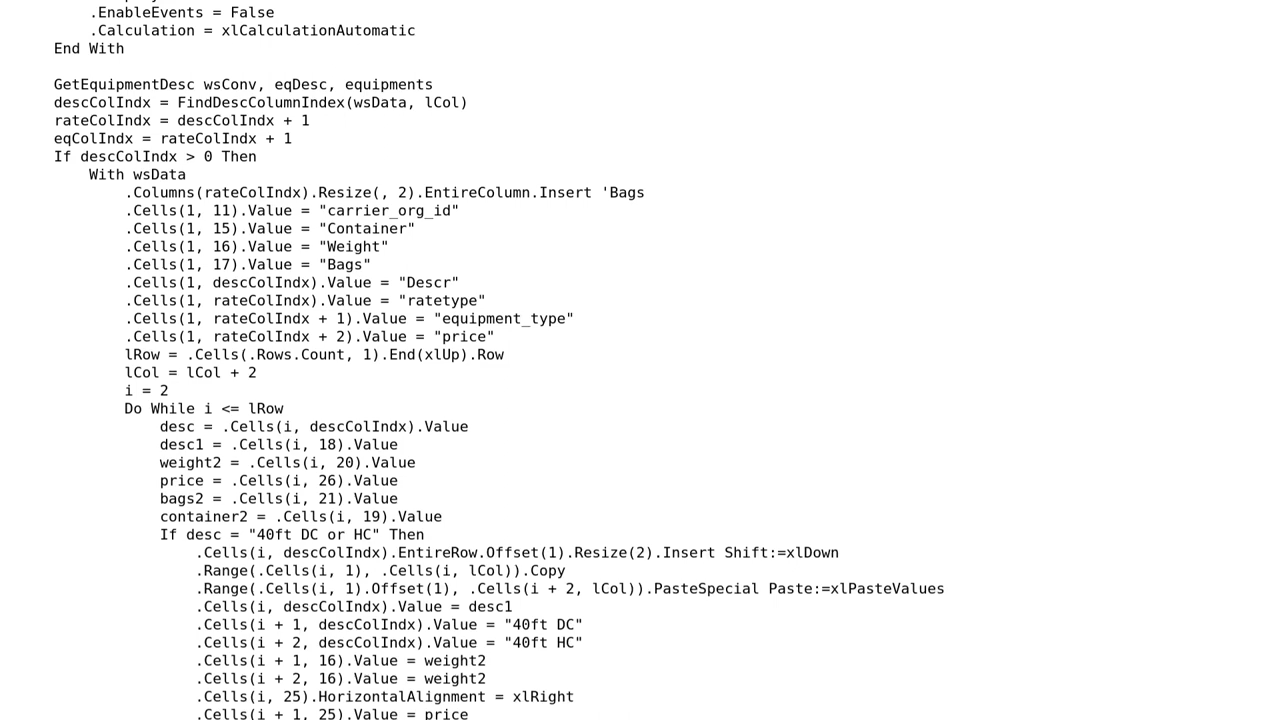 .EnableEvents = False
.Calculation = xlCalculationAutomatic
End With
GetEquipmentDesc wsConv, eqDesc, equipments
descColIndx = FindDescColumnIndex(wsData, lCol)
rateColIndx = descColIndx + 1
eqColIndx = rateColIndx + 1
If descColIndx > 0 Then
With wsData
.Columns(rateColIndx).Resize(, 2).EntireColumn.Insert 'Bags
.Cells(1, 11).Value = "carrier_org_id"
.Cells(1, 15).Value = "Container"
.Cells(1, 16).Value = "Weight"
.Cells(1, 17).Value = "Bags"
.Cells(1, descColIndx).Value = "Descr"
.Cells(1, rateColIndx).Value = "ratetype"
.Cells(1, rateColIndx + 1).Value = "equipment_type"
.Cells(1, rateColIndx + 2).Value = "price"
lRow = .Cells(.Rows.Count, 1).End(xlUp).Row
lCol = lCol + 2
i = 2
Do While i <= lRow
desc = .Cells(i, descColIndx).Value
desc1 = .Cells(i, 18).Value
weight2 = .Cells(i, 20).Value
price = .Cells(i, 26).Value
bags2 = .Cells(i, 21).Value
container2 = .Cells(i, 19).Value
If desc = "40ft DC or HC" Then
.Cells(i, descColIndx).EntireRow.Offset(1).Resize(2).Insert Shift:=xlDown
.Range(.Cells(i, 1), .Cells(i, lCol)).Copy
.Range(.Cells(i, 1).Offset(1), .Cells(i + 2, lCol)).PasteSpecial Paste:=xlPasteValues
.Cells(i, descColIndx).Value = desc1
.Cells(i + 1, descColIndx).Value = "40ft DC"
.Cells(i + 2, descColIndx).Value = "40ft HC"
.Cells(i + 1, 16).Value = weight2
.Cells(i + 2, 16).Value = weight2
.Cells(i, 25).HorizontalAlignment = xlRight
.Cells(i + 1, 25).Value = price